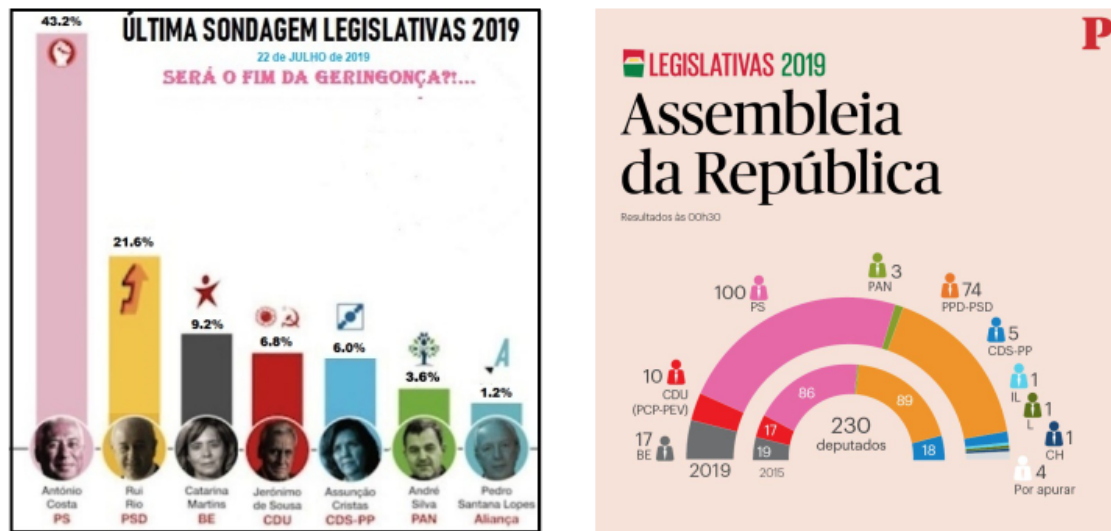 43.2%
ÚLTIMA SONDAGEM LEGISLATIVAS 2019
22 de JULHO de 2019
SERÁ O FIM DA GERINGONÇA?!...
21.6%
9.2%
6.8%
6.0%
3.6%
A
1.2%
António
Costa
PS
Rui
Rio
PSD
Catarina
Martins
BE
Jerónimo
de Sousa
CDU
Assunção
Cristas
CDS-PP
André
Silva
PAN
Pedro
Santana Lopes
Aliança
P
LEGISLATIVAS 2019
Assembleia
da República
Resultados às 00h30
100
PS
3
PAN
74
PPD-PSD
5
CDS-PP
10
CDU
(PCP-PEV)
1
IL
1
L
17
BE
1
CH
4
Por apurar
86
89
17
19
18
230
deputados
2019
2015